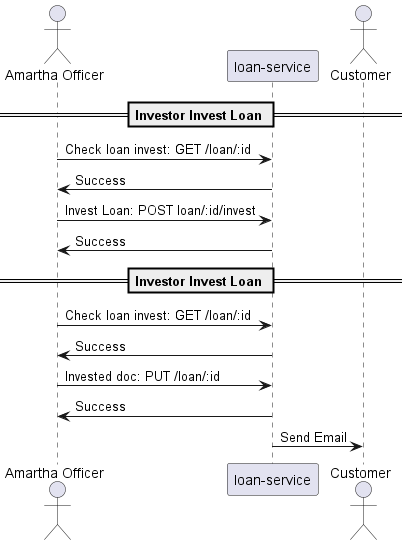 Amartha Officer
loan-service
Customer
Investor Invest Loan
Check loan invest: GET /loan/:id
Success
Invest Loan: POST loan/:id/invest
Success
Investor Invest Loan
Check loan invest: GET /loan/:id
Success
Invested doc: PUT /loan/:id
Success
Send Email
Amartha Officer
loan-service
Customer